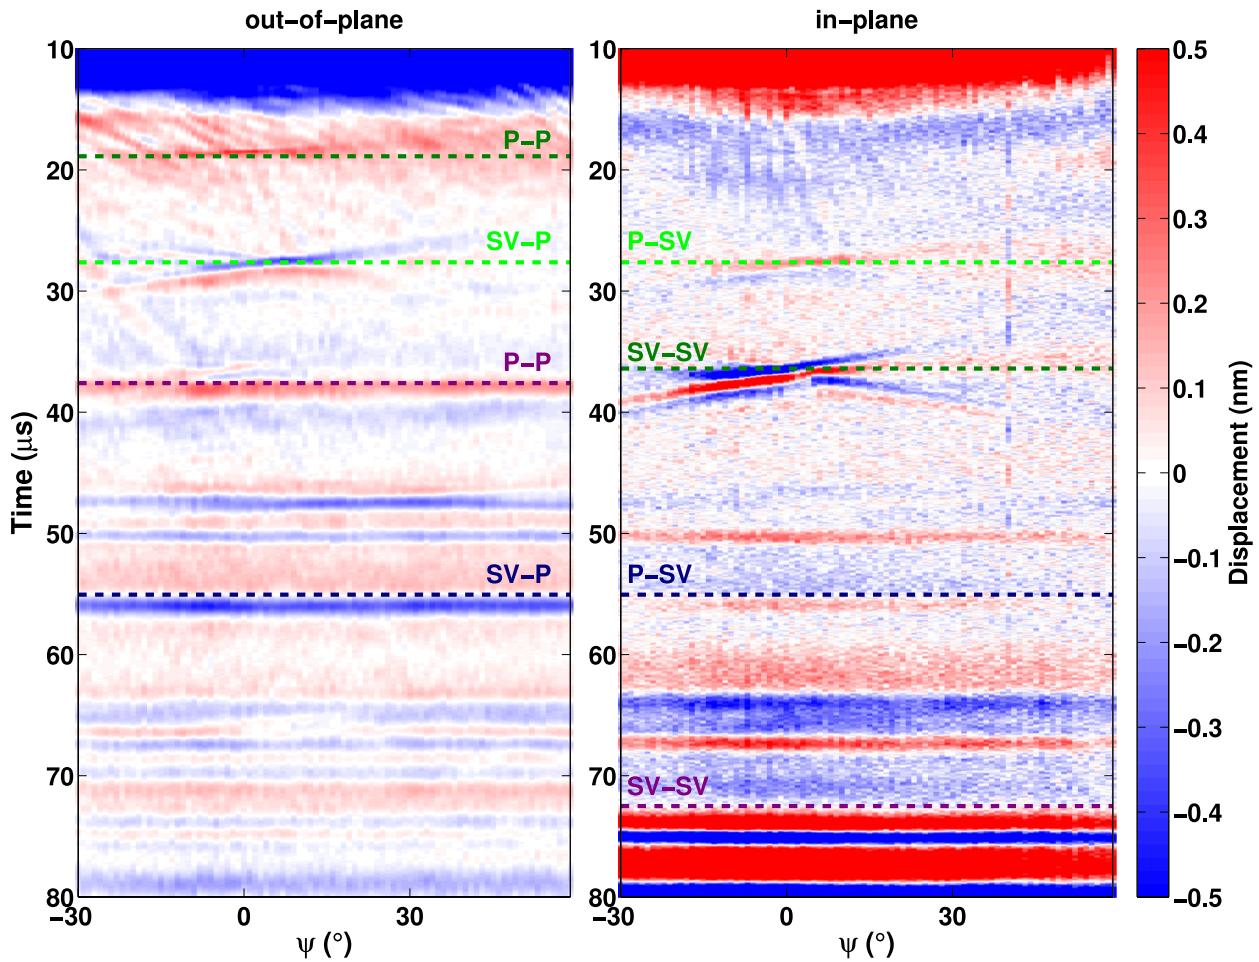 out-of-plane
in-plane
10
20
30
40
50
60
70
80
Time (μs)
P-P
SV-P
P-P
SV-P
-30
0
30
ψ (°)
10
20
30
40
50
60
70
80
P-SV
SV-SV
P-SV
SV-SV
-30
0
30
ψ (°)
0.5
0.4
0.3
0.2
0.1
0
-0.1
-0.2
-0.3
-0.4
-0.5
Displacement (nm)